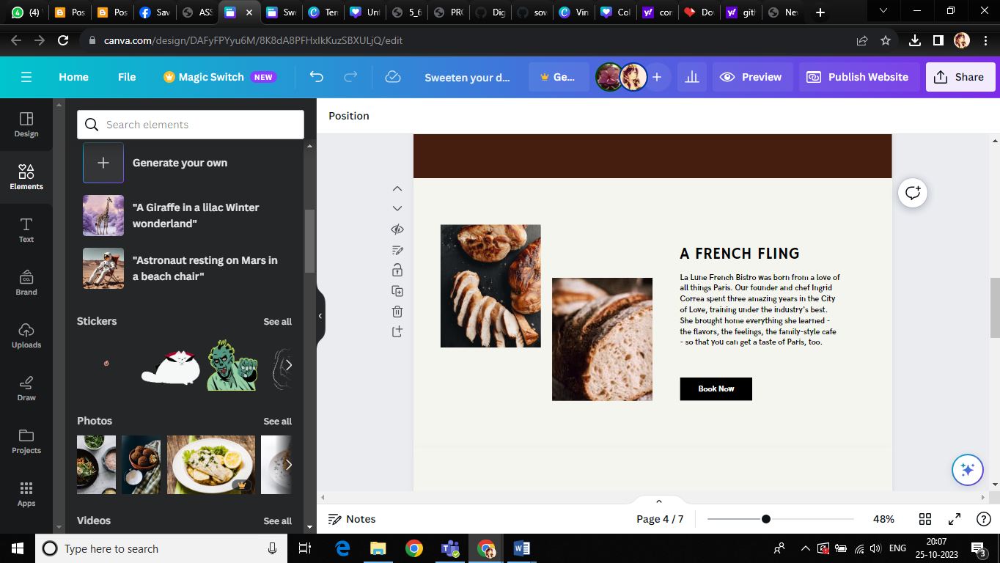 (4)
Pos
Pos
Sav
ASS
Swe
Ten
Unt
5_6
PRO
Dig
sow
Vin
Col
con
Dov
gith
Nev
canva.com/design/DAFyFPYyu6M/8K8dA8PFHxIkKuzSBXULjQ/edit
Home
File
Magic Switch
NEW
Sweeten your d...
Ge...
Preview
Publish Website
Share
Design
Elements
Text
Brand
Uploads
Draw
Projects
Apps
Search elements
Generate your own
"A Giraffe in a lilac Winter
wonderland"
"Astronaut resting on Mars in
a beach chair"
Stickers
See all
Photos
See all
Videos
See all
Position
A FRENCH FLING
La Lune French Bistro was born from a love of
all things Paris. Our founder and chef Ingrid
Correa spent three amazing years in the City
of Love, training under the industry's best.
She brought home everything she learned -
the flavors, the feelings, the family-style cafe
- so that you can get a taste of Paris, too.
Book Now
Notes
Page 4 / 7
48%
Type here to search
ENG
20:07
25-10-2023
3